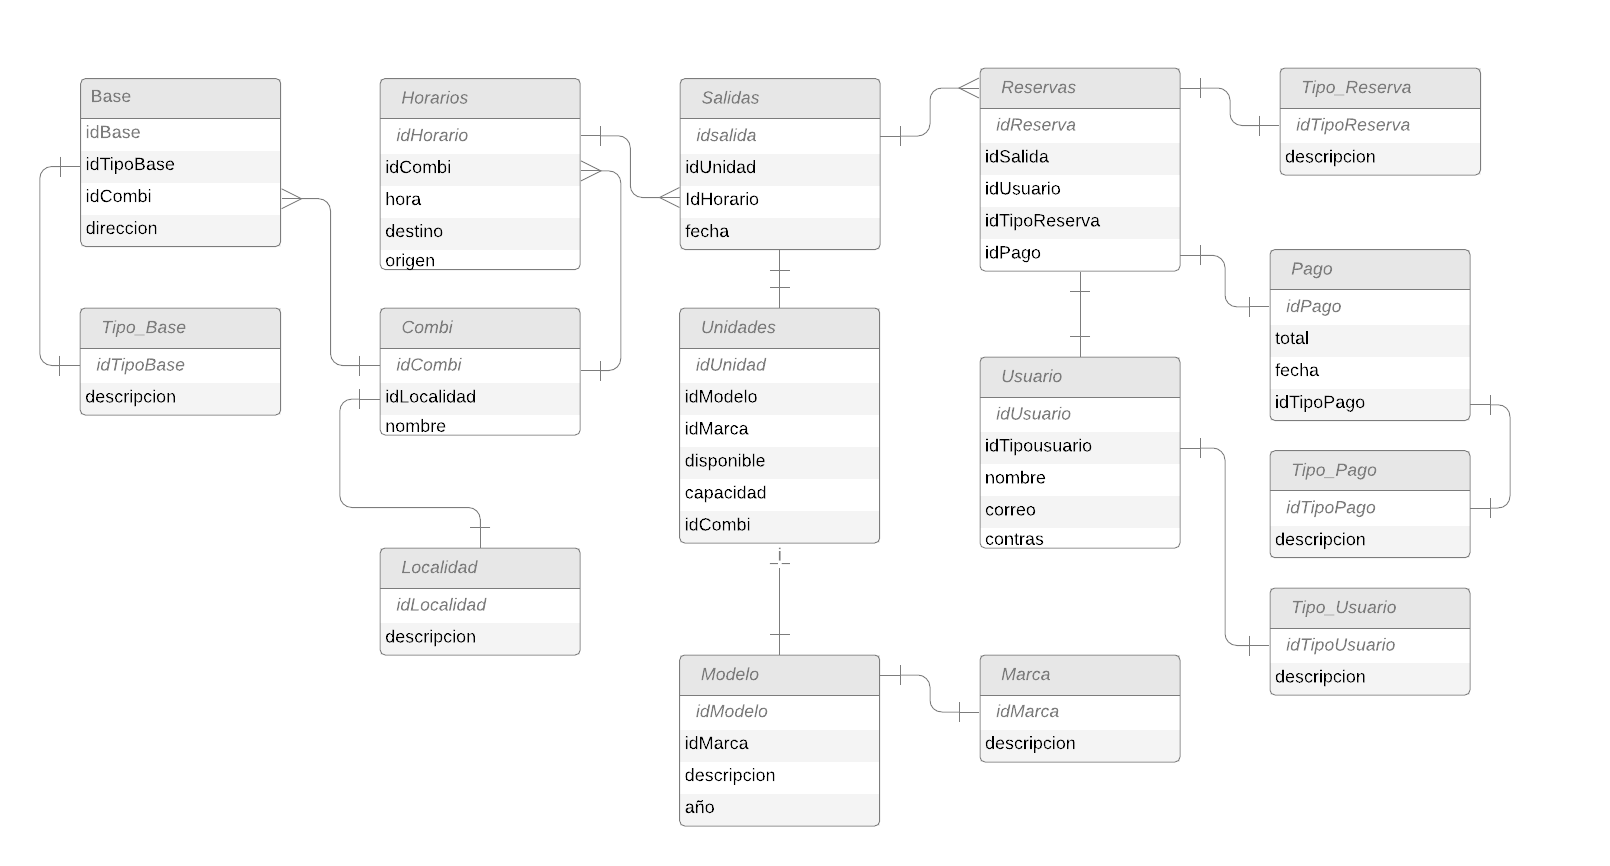 Base
idBase
idTipoBase
idCombi
direccion
Tipo_Base
idTipoBase
descripcion
Horarios
idHorario
idCombi
hora
destino
origen
Combi
idCombi
idLocalidad
nombre
Localidad
idLocalidad
descripcion
Salidas
idsalida
idUnidad
IdHorario
fecha
Unidades
idUnidad
idModelo
idMarca
disponible
capacidad
idCombi
Modelo
idModelo
idMarca
descripcion
año
Reservas
idReserva
idSalida
idUsuario
idTipoReserva
idPago
Usuario
idUsuario
idTipousuario
nombre
correo
contras
Marca
idMarca
descripcion
Tipo_Reserva
idTipoReserva
descripcion
Pago
idPago
total
fecha
idTipoPago
Tipo_Pago
idTipoPago
descripcion
Tipo_Usuario
idTipoUsuario
descripcion